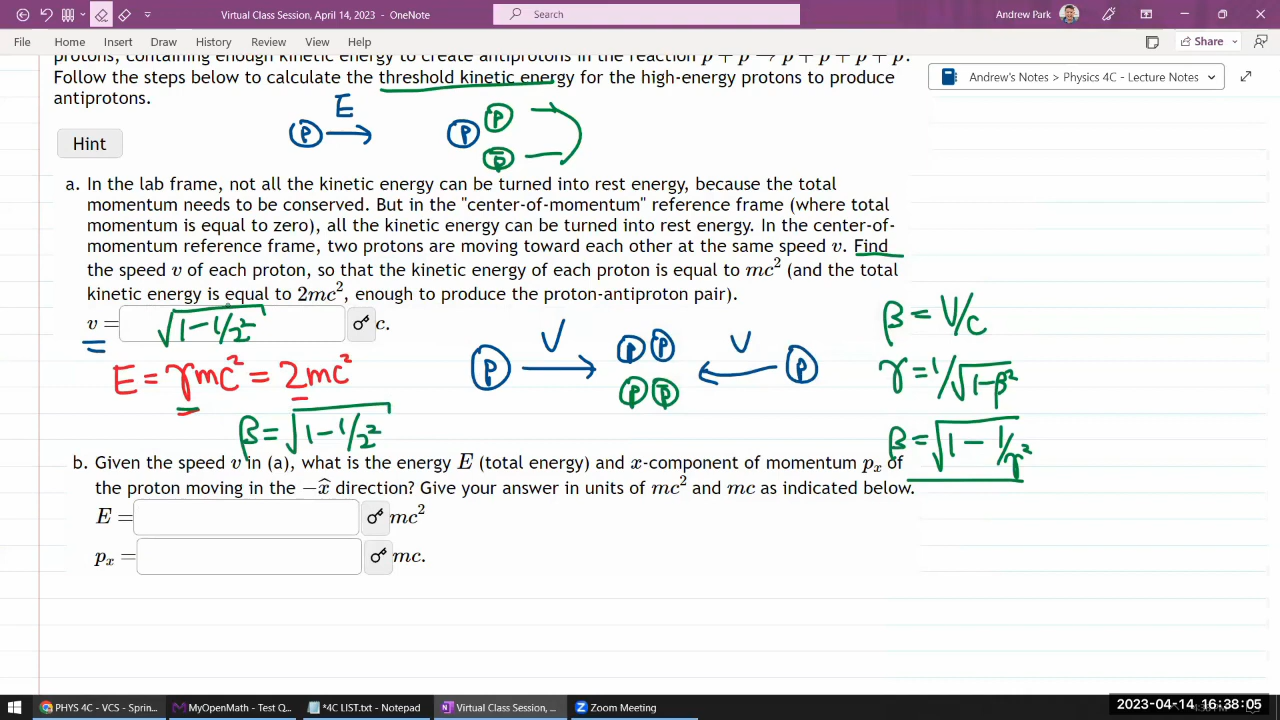 Virtual Class Session, April 14, 2023 - OneNote
Search
Andrew Park
File Home Insert Draw History Review View Help
Share
Andrew's Notes > Physics 4C - Lecture Notes
protons, containing enough kinetic energy to create antiprotons in the reaction p + p → p + p + p + p̄.
Follow the steps below to calculate the threshold kinetic energy for the high-energy protons to produce
antiprotons.
E
P P P P̄
Hint
a. In the lab frame, not all the kinetic energy can be turned into rest energy, because the total
momentum needs to be conserved. But in the "center-of-momentum" reference frame (where total
momentum is equal to zero), all the kinetic energy can be turned into rest energy. In the center-of-
momentum reference frame, two protons are moving toward each other at the same speed v. Find
the speed v of each proton, so that the kinetic energy of each proton is equal to mc² (and the total
kinetic energy is equal to 2mc², enough to produce the proton-antiproton pair).
v = √(1-1/2²) c.
β = V/c
P V P P V P
P P̄
E = γmc² = 2mc²
γ = 1/√(1-β²)
β = √(1-1/2²)
β = √(1 - 1/γ²)
b. Given the speed v in (a), what is the energy E (total energy) and x-component of momentum pₓ of
the proton moving in the −x̂ direction? Give your answer in units of mc² and mc as indicated below.
E = mc²
pₓ = mc.
PHYS 4C - VCS - Sprin...
MyOpenMath - Test Q...
*4C LIST.txt - Notepad
Virtual Class Session, ...
Zoom Meeting
2023-04-14 16:38:05